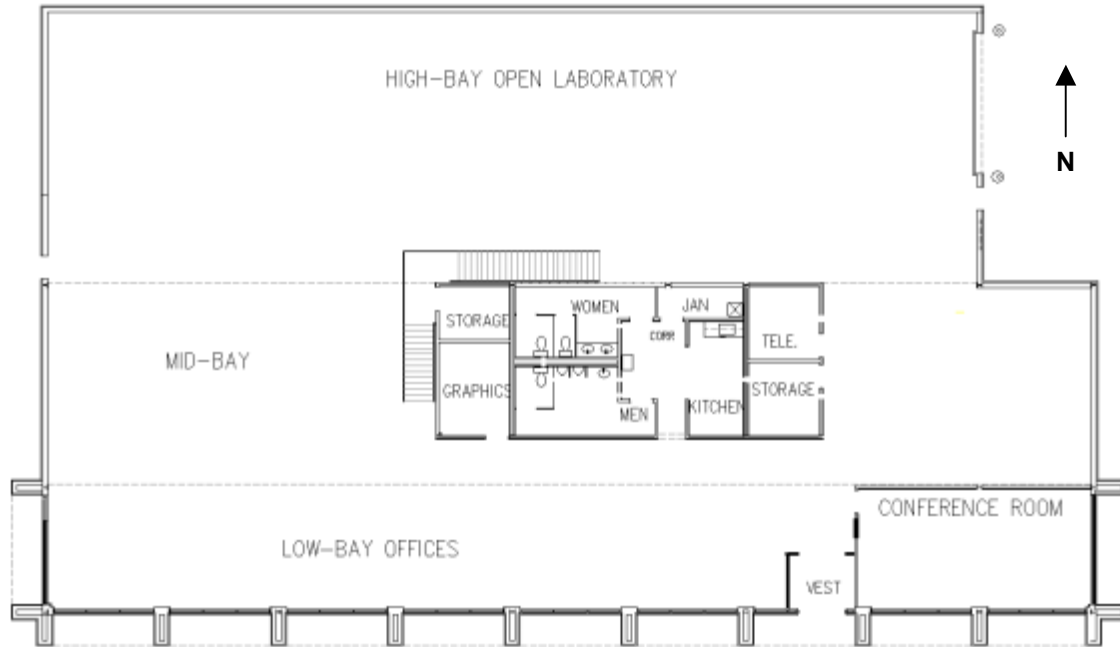 HIGH-BAY OPEN LABORATORY
N
WOMEN
JAN
STORAGE
CORR
TELE.
MID-BAY
GRAPHICS
STORAGE
MEN
KITCHEN
CONFERENCE ROOM
LOW-BAY OFFICES
VEST